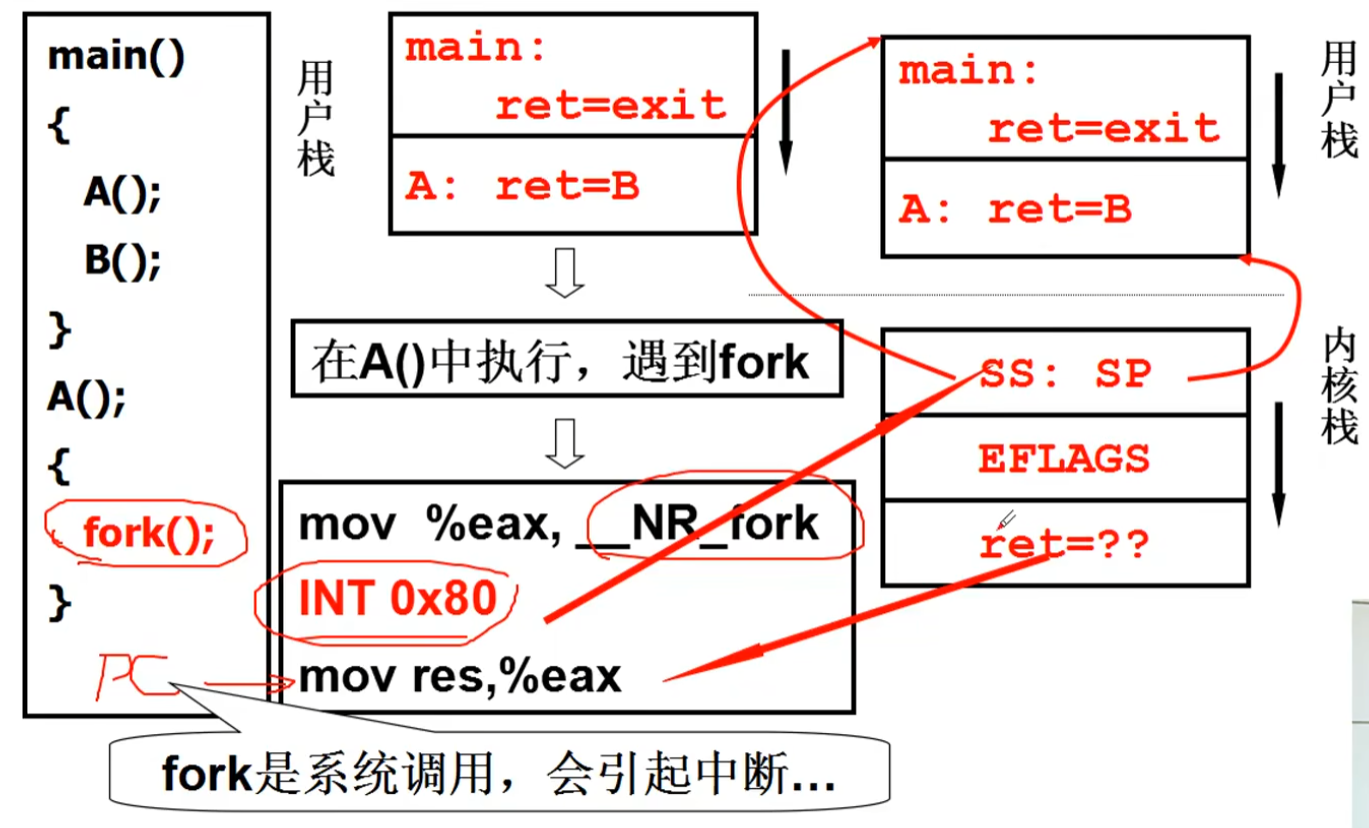 main()
{
A();
B();
}
A();
{
fork();
}
PC
用户栈
main:
ret=exit
A: ret=B
在A()中执行，遇到fork
mov %eax, __NR_fork
INT 0x80
mov res,%eax
fork是系统调用，会引起中断...
main:
ret=exit
A: ret=B
用户栈
SS: SP
EFLAGS
ret=??
内核栈